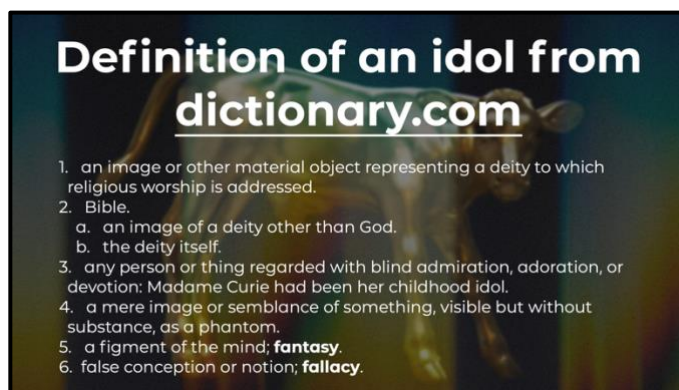 Definition of an idol from
dictionary.com
1. an image or other material object representing a deity to which
religious worship is addressed.
2. Bible.
a. an image of a deity other than God.
b. the deity itself.
3. any person or thing regarded with blind admiration, adoration, or
devotion: Madame Curie had been her childhood idol.
4. a mere image or semblance of something, visible but without
substance, as a phantom.
5. a figment of the mind; fantasy.
6. false conception or notion; fallacy.